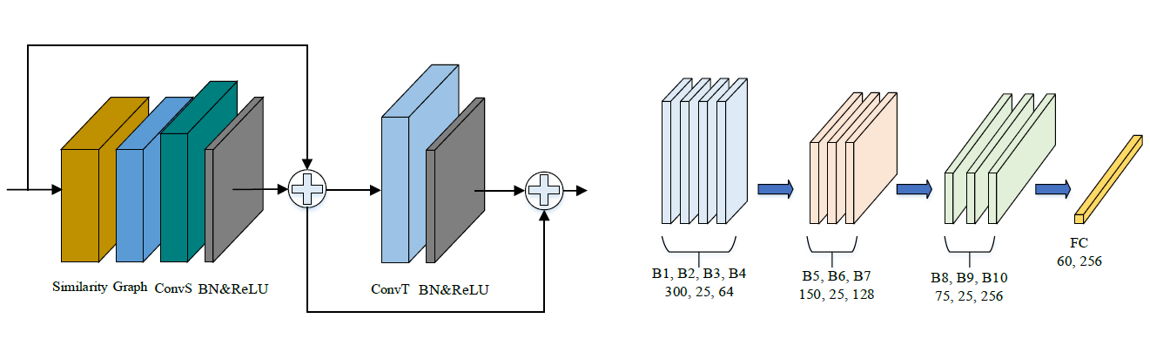 Similarity Graph ConvS BN&ReLU
ConvT BN&ReLU
B1, B2, B3, B4
300, 25, 64
B5, B6, B7
150, 25, 128
B8, B9, B10
75, 25, 256
FC
60, 256